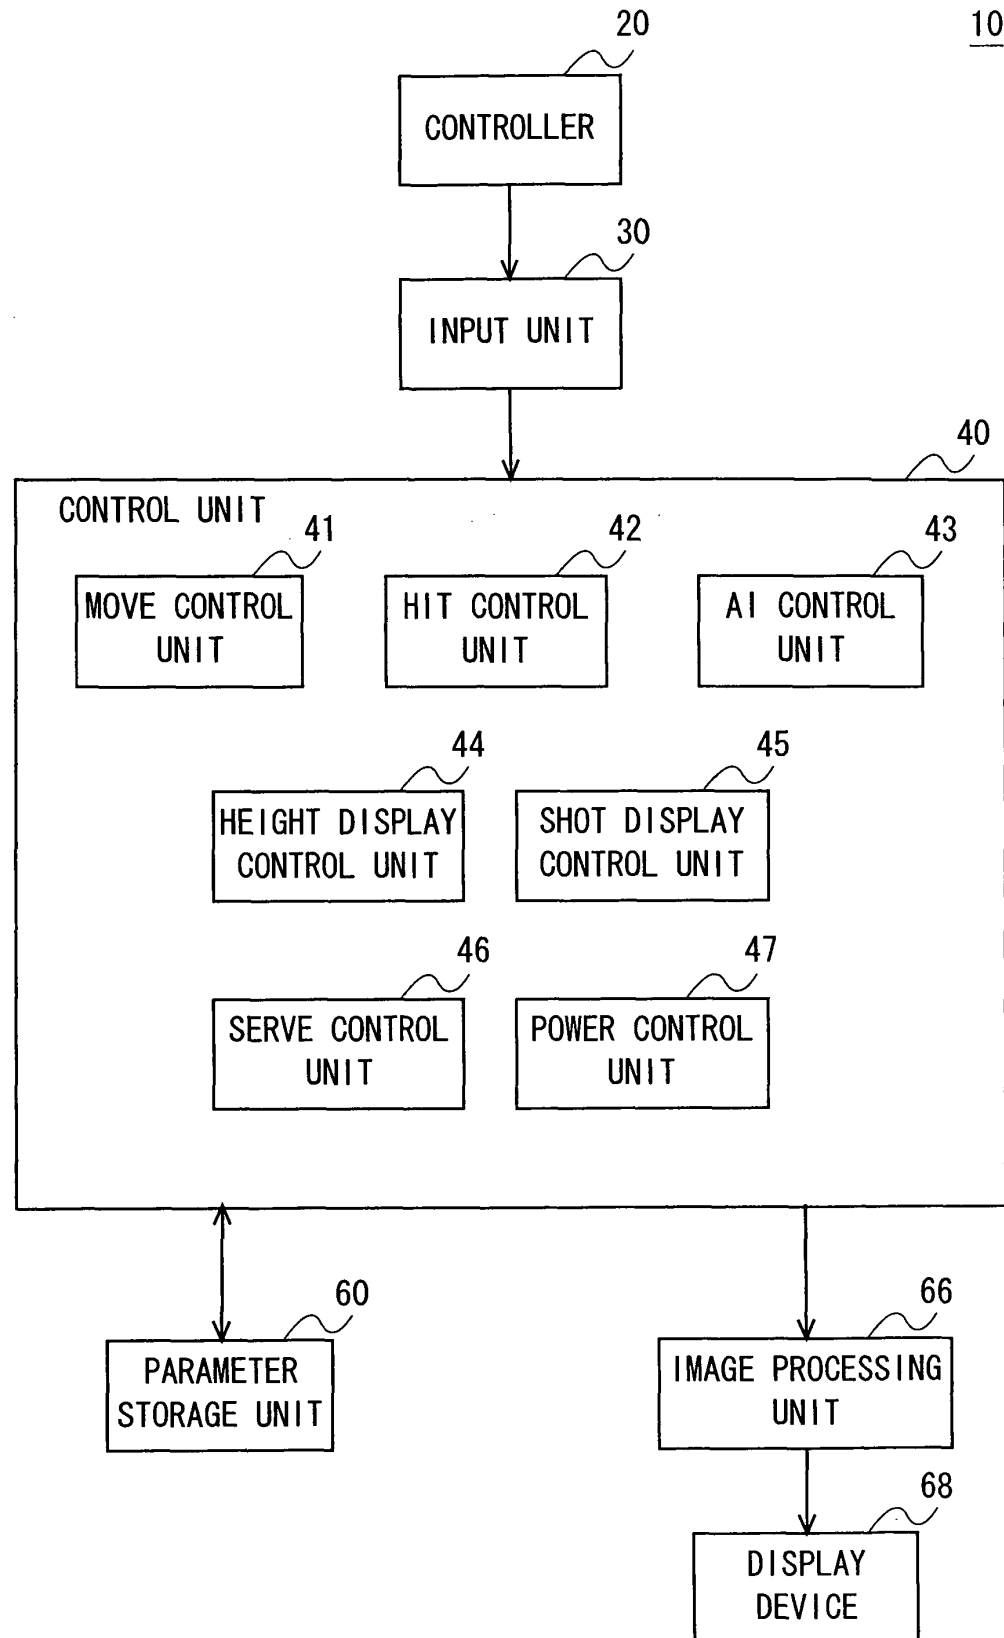 10
20
CONTROLLER
30
INPUT UNIT
40
CONTROL UNIT
41
MOVE CONTROL
UNIT
42
HIT CONTROL
UNIT
43
AI CONTROL
UNIT
44
HEIGHT DISPLAY
CONTROL UNIT
45
SHOT DISPLAY
CONTROL UNIT
46
SERVE CONTROL
UNIT
47
POWER CONTROL
UNIT
60
PARAMETER
STORAGE UNIT
66
IMAGE PROCESSING
UNIT
68
DISPLAY
DEVICE